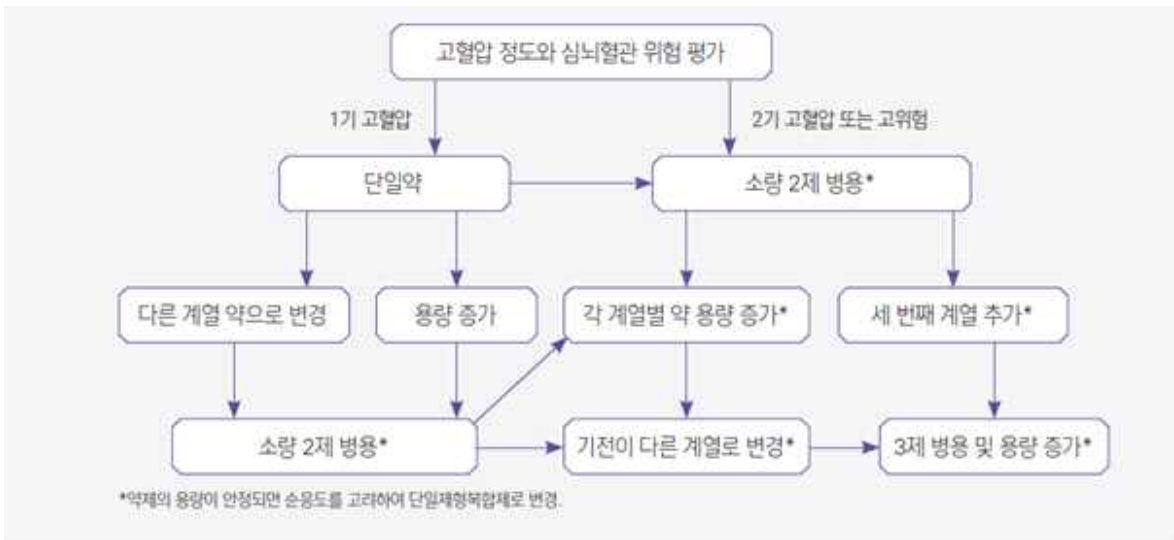 고혈압 정도와 심뇌혈관 위험 평가
1기 고혈압
2기 고혈압 또는 고위험
단일약
소량 2제 병용*
다른 계열 약으로 변경
용량 증가
각 계열별 약 용량 증가*
세 번째 계열 추가*
소량 2제 병용*
기전이 다른 계열로 변경*
3제 병용 및 용량 증가*
*약제의 용량이 안정되면 순응도를 고려하여 단일제형복합제로 변경.